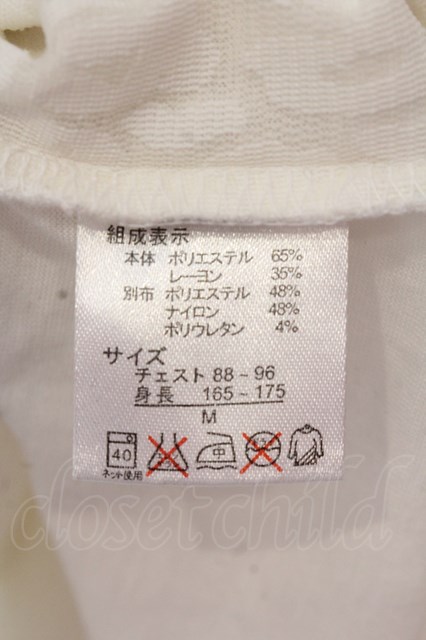 組成表示
本体 ポリエステル 65%
レーヨン 35%
別布 ポリエステル 48%
ナイロン 48%
ポリウレタン 4%
サイズ
チェスト 88-96
身長 165-175
M
40 中
ネット使用
closet child